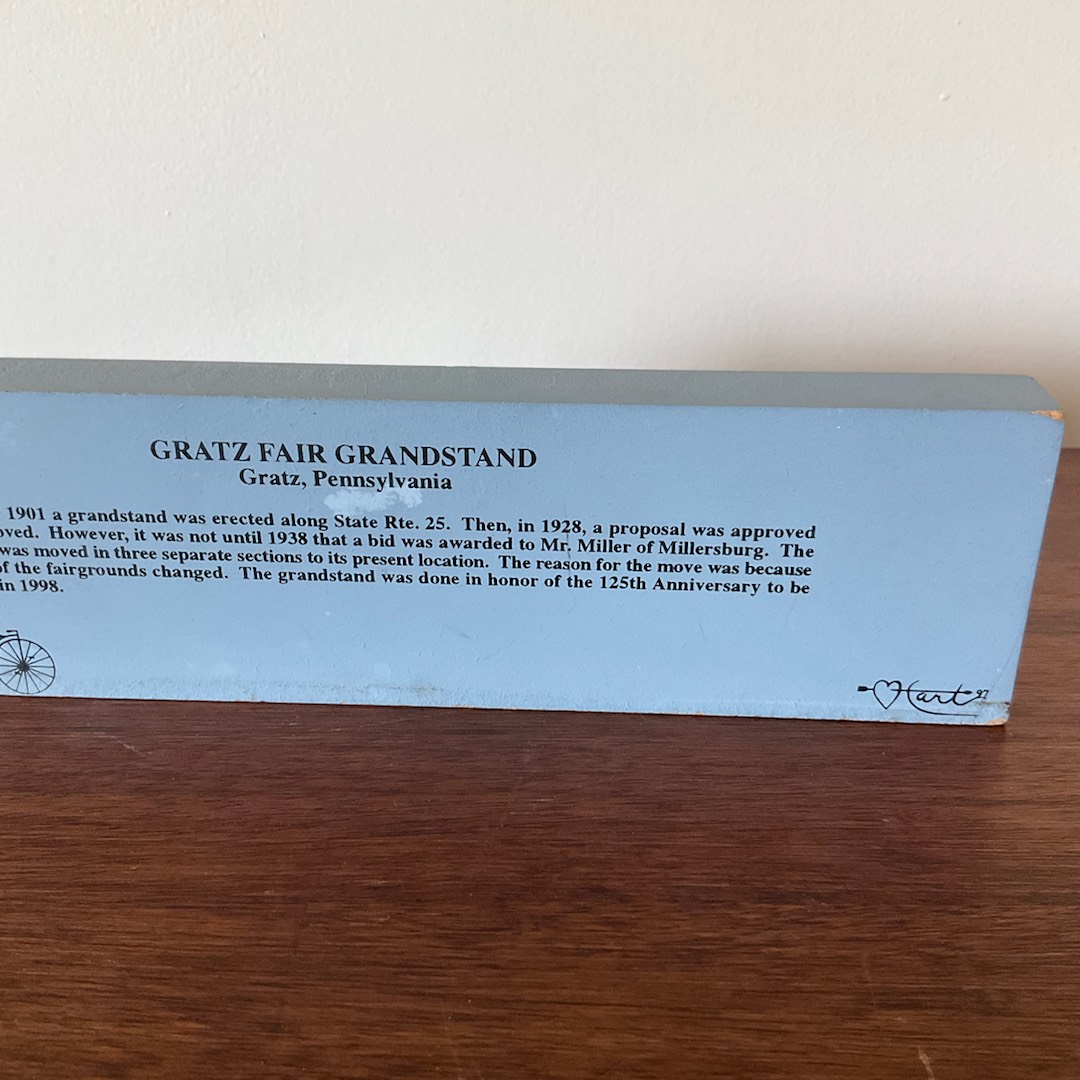 GRATZ FAIR GRANDSTAND
Gratz, Pennsylvania
1901 a grandstand was erected along State Rte. 25. Then, in 1928, a proposal was approved
oved. However, it was not until 1938 that a bid was awarded to Mr. Miller of Millersburg. The
was moved in three separate sections to its present location. The reason for the move was because
of the fairgrounds changed. The grandstand was done in honor of the 125th Anniversary to be
in 1998.
Hart 97